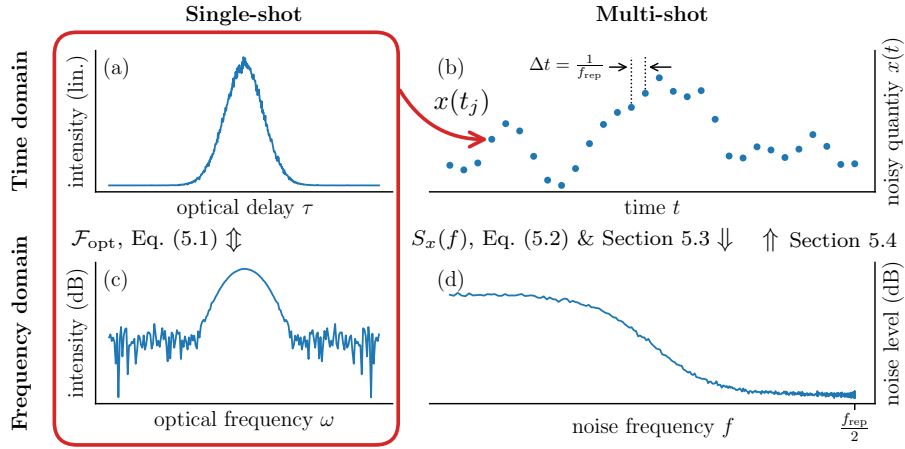 Single-shot
Multi-shot
Time domain
intensity (lin.)
(a)
optical delay τ
x(t_j)
(b)
Δt = 1/f_rep
noisy quantiy x(t)
time t
F_opt, Eq. (5.1) ⇕
S_x(f), Eq. (5.2) & Section 5.3 ⇓
⇑ Section 5.4
Frequency domain
intensity (dB)
(c)
optical frequency ω
(d)
noise level (dB)
noise frequency f
f_rep/2